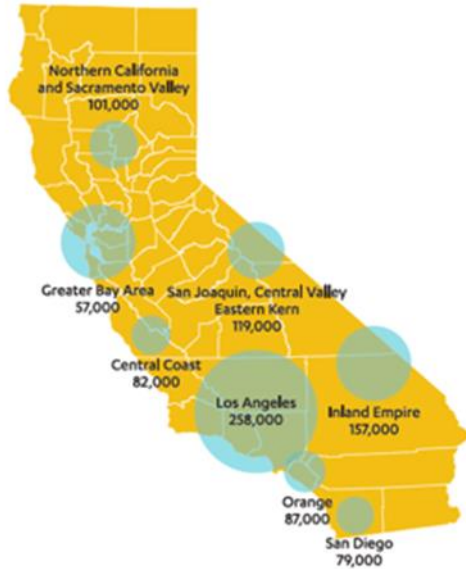 Northern California
and Sacramento Valley
101,000
Greater Bay Area
57,000
San Joaquin, Central Valley
Eastern Kern
119,000
Central Coast
82,000
Los Angeles
258,000
Inland Empire
157,000
Orange
87,000
San Diego
79,000